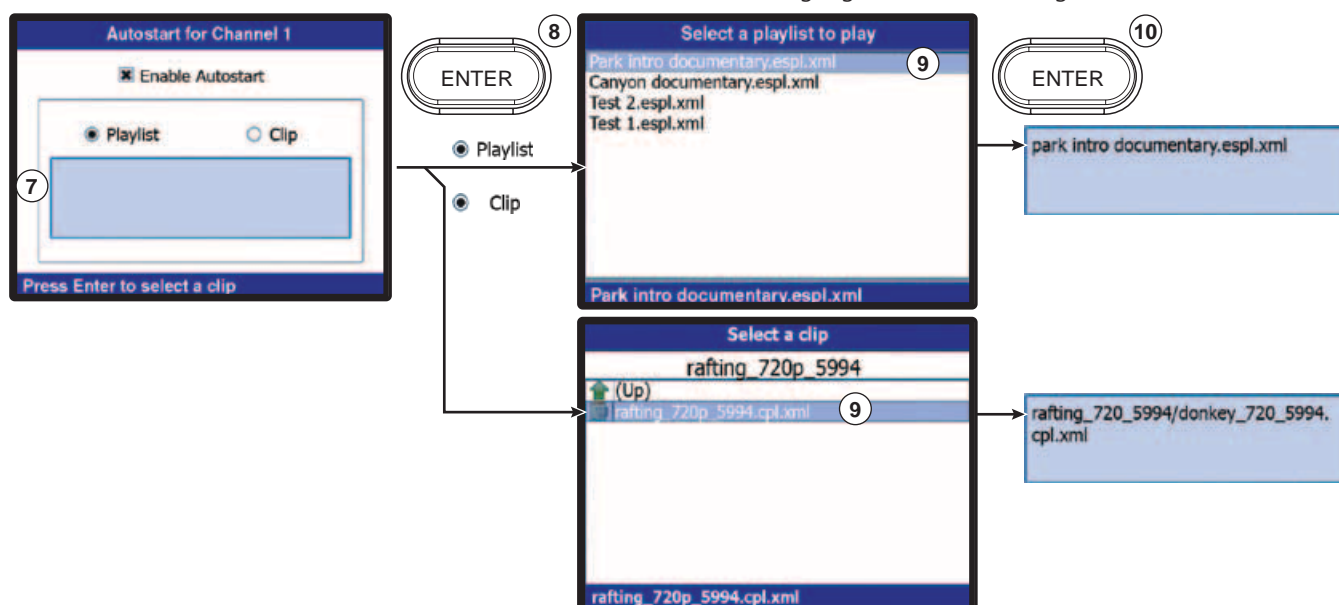 Autostart for Channel 1
Enable Autostart
Playlist
Clip
7
Press Enter to select a clip
8
ENTER
Playlist
Clip
Select a playlist to play
Park intro documentary.espl.xml
9
Canyon documentary.espl.xml
Test 2.espl.xml
Test 1.espl.xml
Park intro documentary.espl.xml
10
ENTER
park intro documentary.espl.xml
Select a clip
rafting_720p_5994
(Up)
rafting_720p_5994.cpl.xml
9
rafting_720p_5994.cpl.xml
rafting_720_5994/donkey_720_5994.
cpl.xml